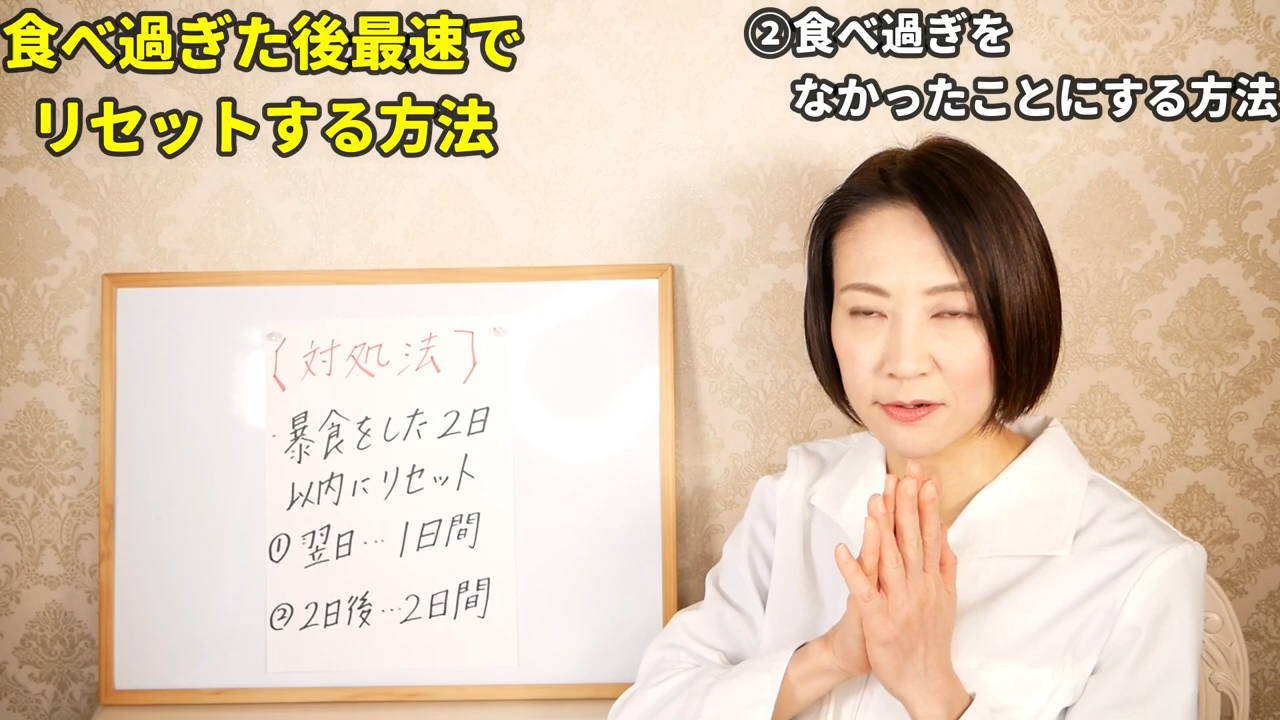 食べ過ぎた後最速で
リセットする方法
②食べ過ぎを
なかったことにする方法
[対処法]
・暴食をした2日
以内にリセット
① 翌日…1日間
② 2日後…2日間